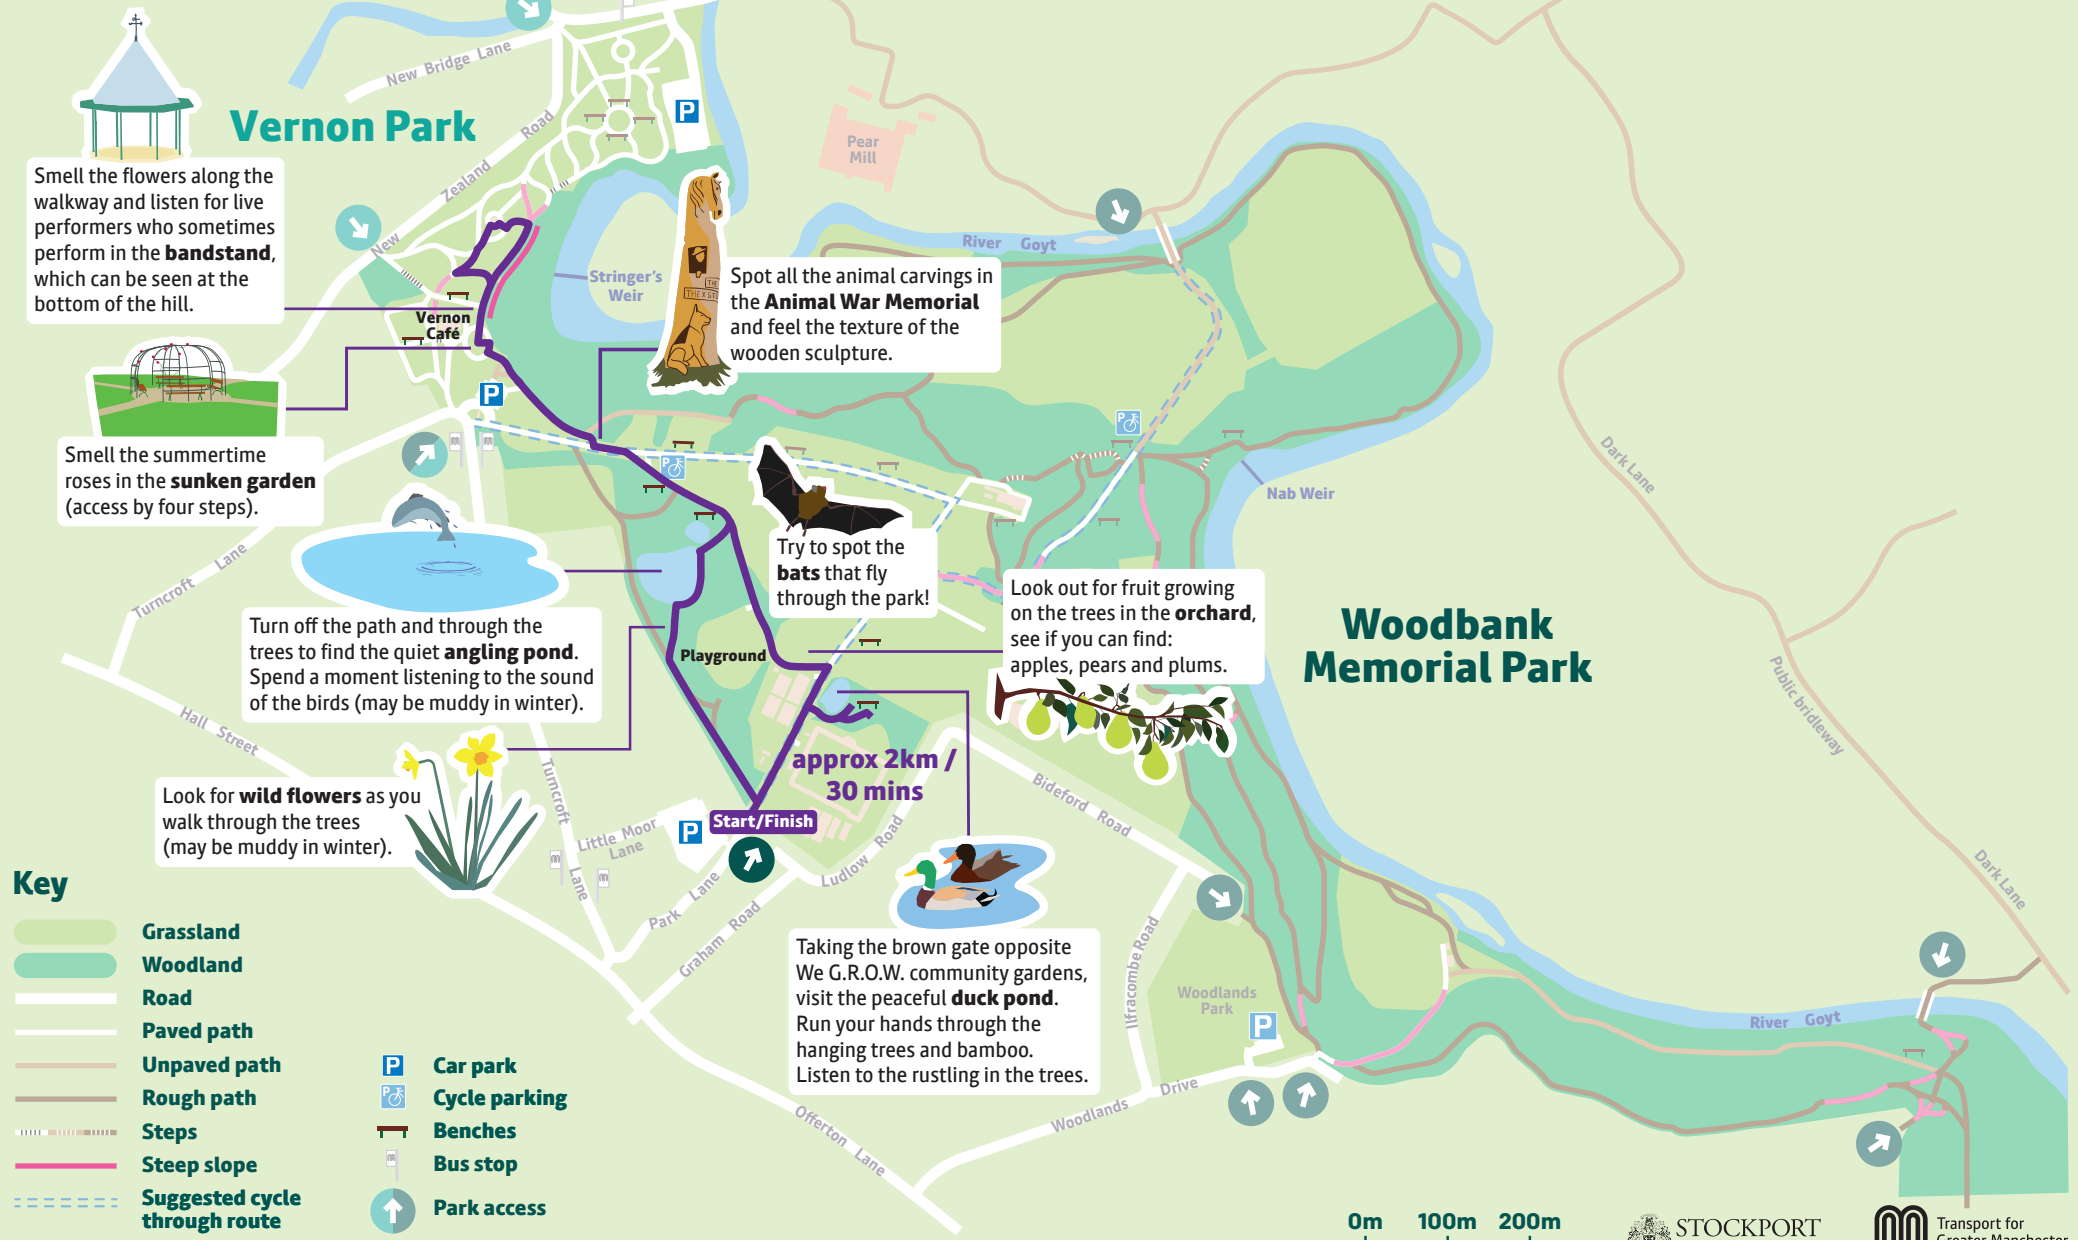 New Bridge Lane
Vernon Park
New Zealand Road
P
Pear
Mill
Smell the flowers along the
walkway and listen for live
performers who sometimes
perform in the bandstand,
which can be seen at the
bottom of the hill.
Stringer's
Weir
River Goyt
Spot all the animal carvings in
the Animal War Memorial
and feel the texture of the
wooden sculpture.
Vernon
Café
P
P
Smell the summertime
roses in the sunken garden
(access by four steps).
P
Nab Weir
Dark Lane
Try to spot the
bats that fly
through the park!
Turncroft Lane
Look out for fruit growing
on the trees in the orchard,
see if you can find:
apples, pears and plums.
Woodbank
Memorial Park
Turn off the path and through the
trees to find the quiet angling pond.
Spend a moment listening to the sound
of the birds (may be muddy in winter).
Playground
Public bridleway
Hall Street
approx 2km /
30 mins
Turncroft Lane
Look for wild flowers as you
walk through the trees
(may be muddy in winter).
Little Moor
Lane
P
Start/Finish
Bideford Road
Ludlow Road
Park Lane
Graham Road
Dark Lane
Taking the brown gate opposite
We G.R.O.W. community gardens,
visit the peaceful duck pond.
Run your hands through the
hanging trees and bamboo.
Listen to the rustling in the trees.
Ilfracombe Road
Woodlands
Park
P
River Goyt
Woodlands Drive
Offerton Lane
Key
Grassland
Woodland
Road
Paved path
Unpaved path
Rough path
Steps
Steep slope
Suggested cycle
through route
P Car park
P Cycle parking
Benches
Bus stop
Park access
0m 100m 200m
STOCKPORT
Transport for
Greater Manchester